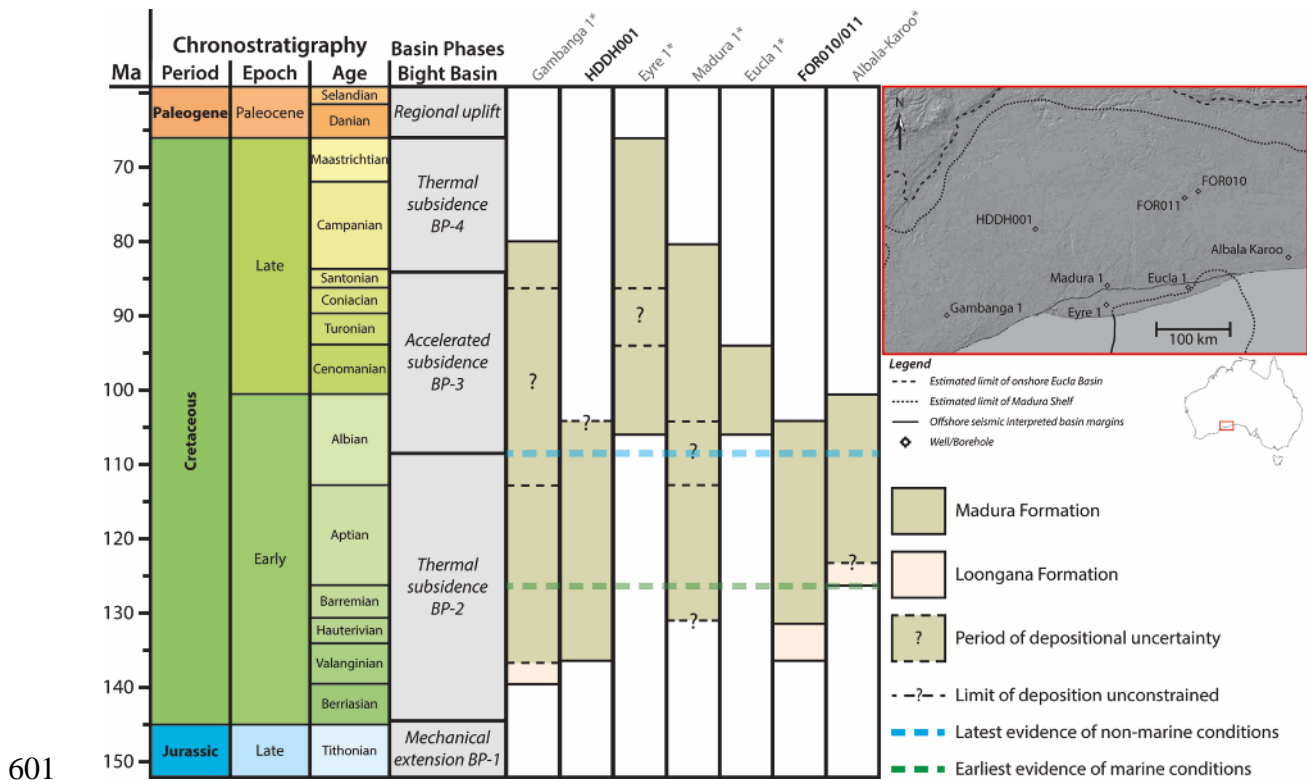 Chronostratigraphy
Basin Phases
Bight Basin
Ma
Period
Epoch
Age
Gambanga 1*
HDDH001
Eyre 1*
Madura 1*
Eucla 1*
FOR010/011
Albala-Karoo*
Paleogene
Paleocene
Selandian
Danian
Regional uplift
70
80
90
100
110
120
130
140
150
Cretaceous
Late
Early
Maastrichtian
Campanian
Santonian
Coniacian
Turonian
Cenomanian
Albian
Aptian
Barremian
Hauterivian
Valanginian
Berriasian
Thermal
subsidence
BP-4
Accelerated
subsidence
BP-3
Thermal
subsidence
BP-2
Jurassic
Late
Tithonian
Mechanical
extension BP-1
?
?
?
?
?
?
?
N
FOR010
FOR011
HDDH001
Albala Karoo
Madura 1
Eucla 1
Gambanga 1
Eyre 1
100 km
Legend
Estimated limit of onshore Eucla Basin
Estimated limit of Madura Shelf
Offshore seismic interpreted basin margins
Well/Borehole
Madura Formation
Loongana Formation
? Period of depositional uncertainty
-?- Limit of deposition unconstrained
Latest evidence of non-marine conditions
Earliest evidence of marine conditions
601